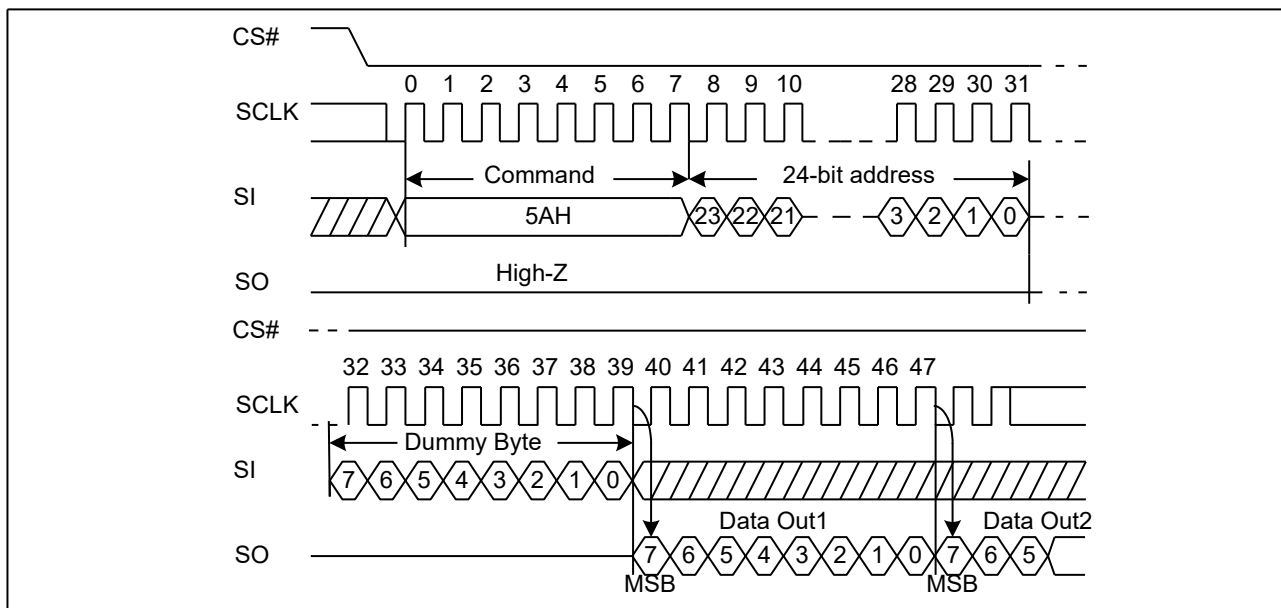 CS#
0 1 2 3 4 5 6 7 8 9 10 28 29 30 31
SCLK
Command 24-bit address
SI
5AH 23 22 21 3 2 1 0
High-Z
SO
CS#
32 33 34 35 36 37 38 39 40 41 42 43 44 45 46 47
SCLK
Dummy Byte
SI
7 6 5 4 3 2 1 0
Data Out1 Data Out2
SO
7 6 5 4 3 2 1 0 7 6 5
MSB MSB